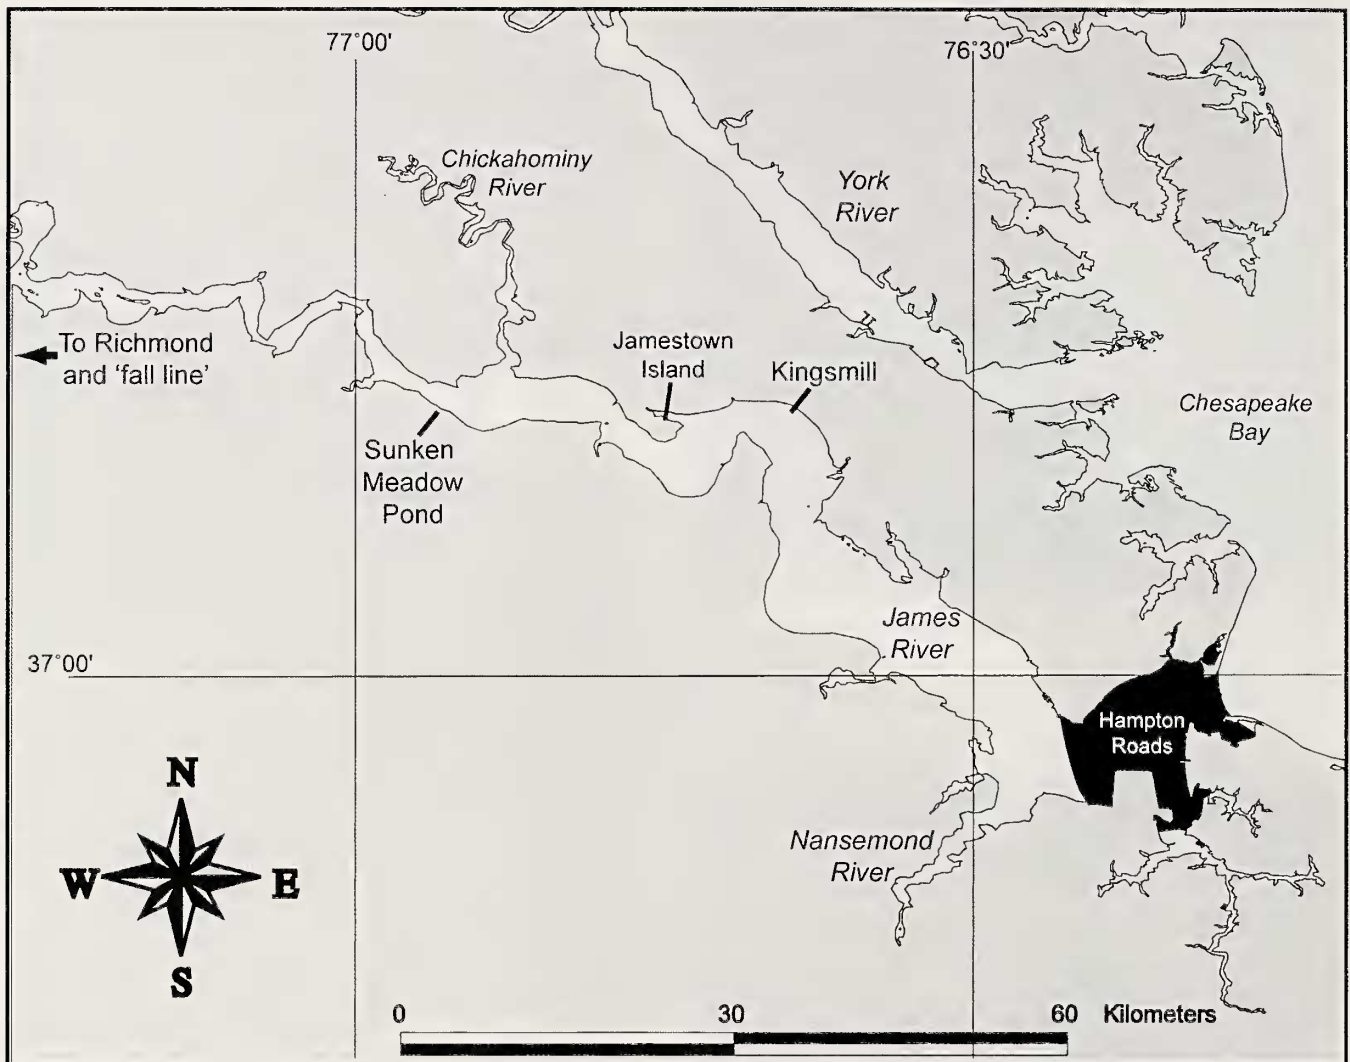 77°00'
76°30'
Chickahominy
River
York
River
To Richmond
and 'fall line'
Jamestown
Island
Kingsmill
Chesapeake
Bay
Sunken
Meadow
Pond
James
River
37°00'
Hampton
Roads
N
W
E
S
Nansemond
River
0
30
60
Kilometers